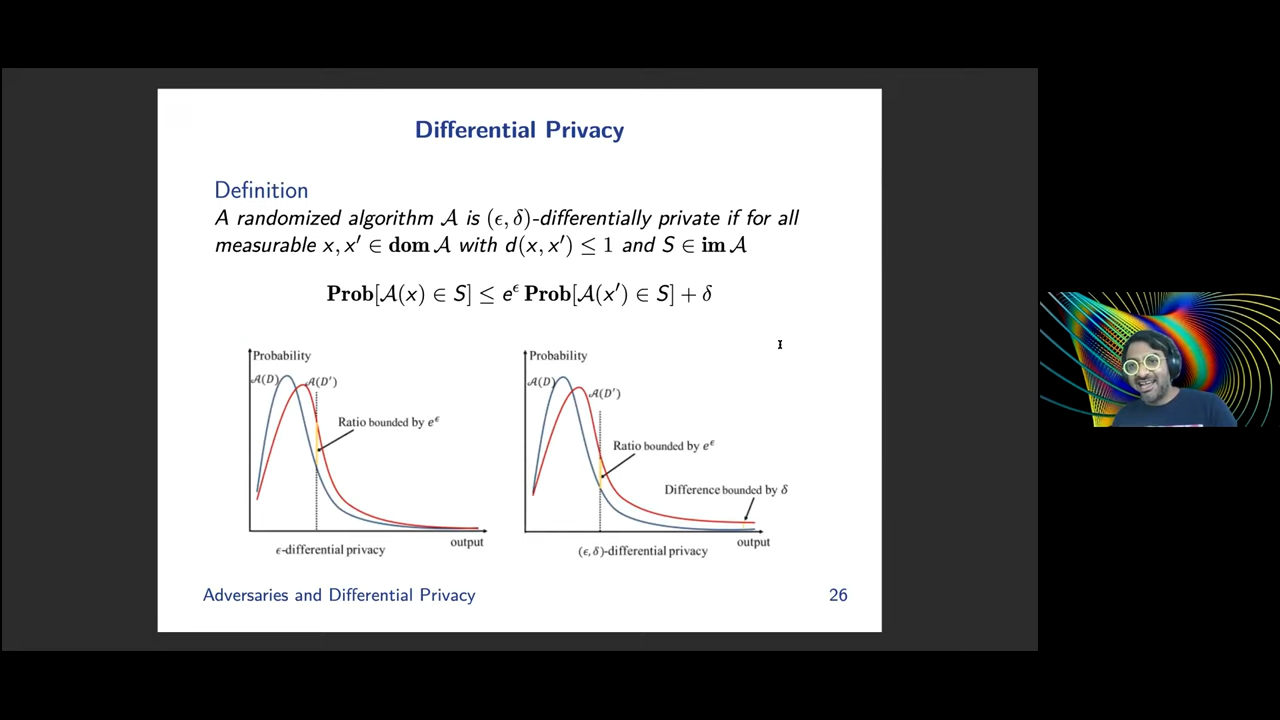 Differential Privacy
Definition
A randomized algorithm 𝒜 is (ϵ, δ)-differentially private if for all
measurable x, x′ ∈ dom 𝒜 with d(x, x′) ≤ 1 and S ∈ im 𝒜
Prob[𝒜(x) ∈ S] ≤ e^ϵ Prob[𝒜(x′) ∈ S] + δ
Probability
𝒜(D)
𝒜(D′)
Ratio bounded by e^ϵ
output
ϵ-differential privacy
Probability
𝒜(D)
𝒜(D′)
Ratio bounded by e^ϵ
Difference bounded by δ
output
(ϵ, δ)-differential privacy
Adversaries and Differential Privacy
26